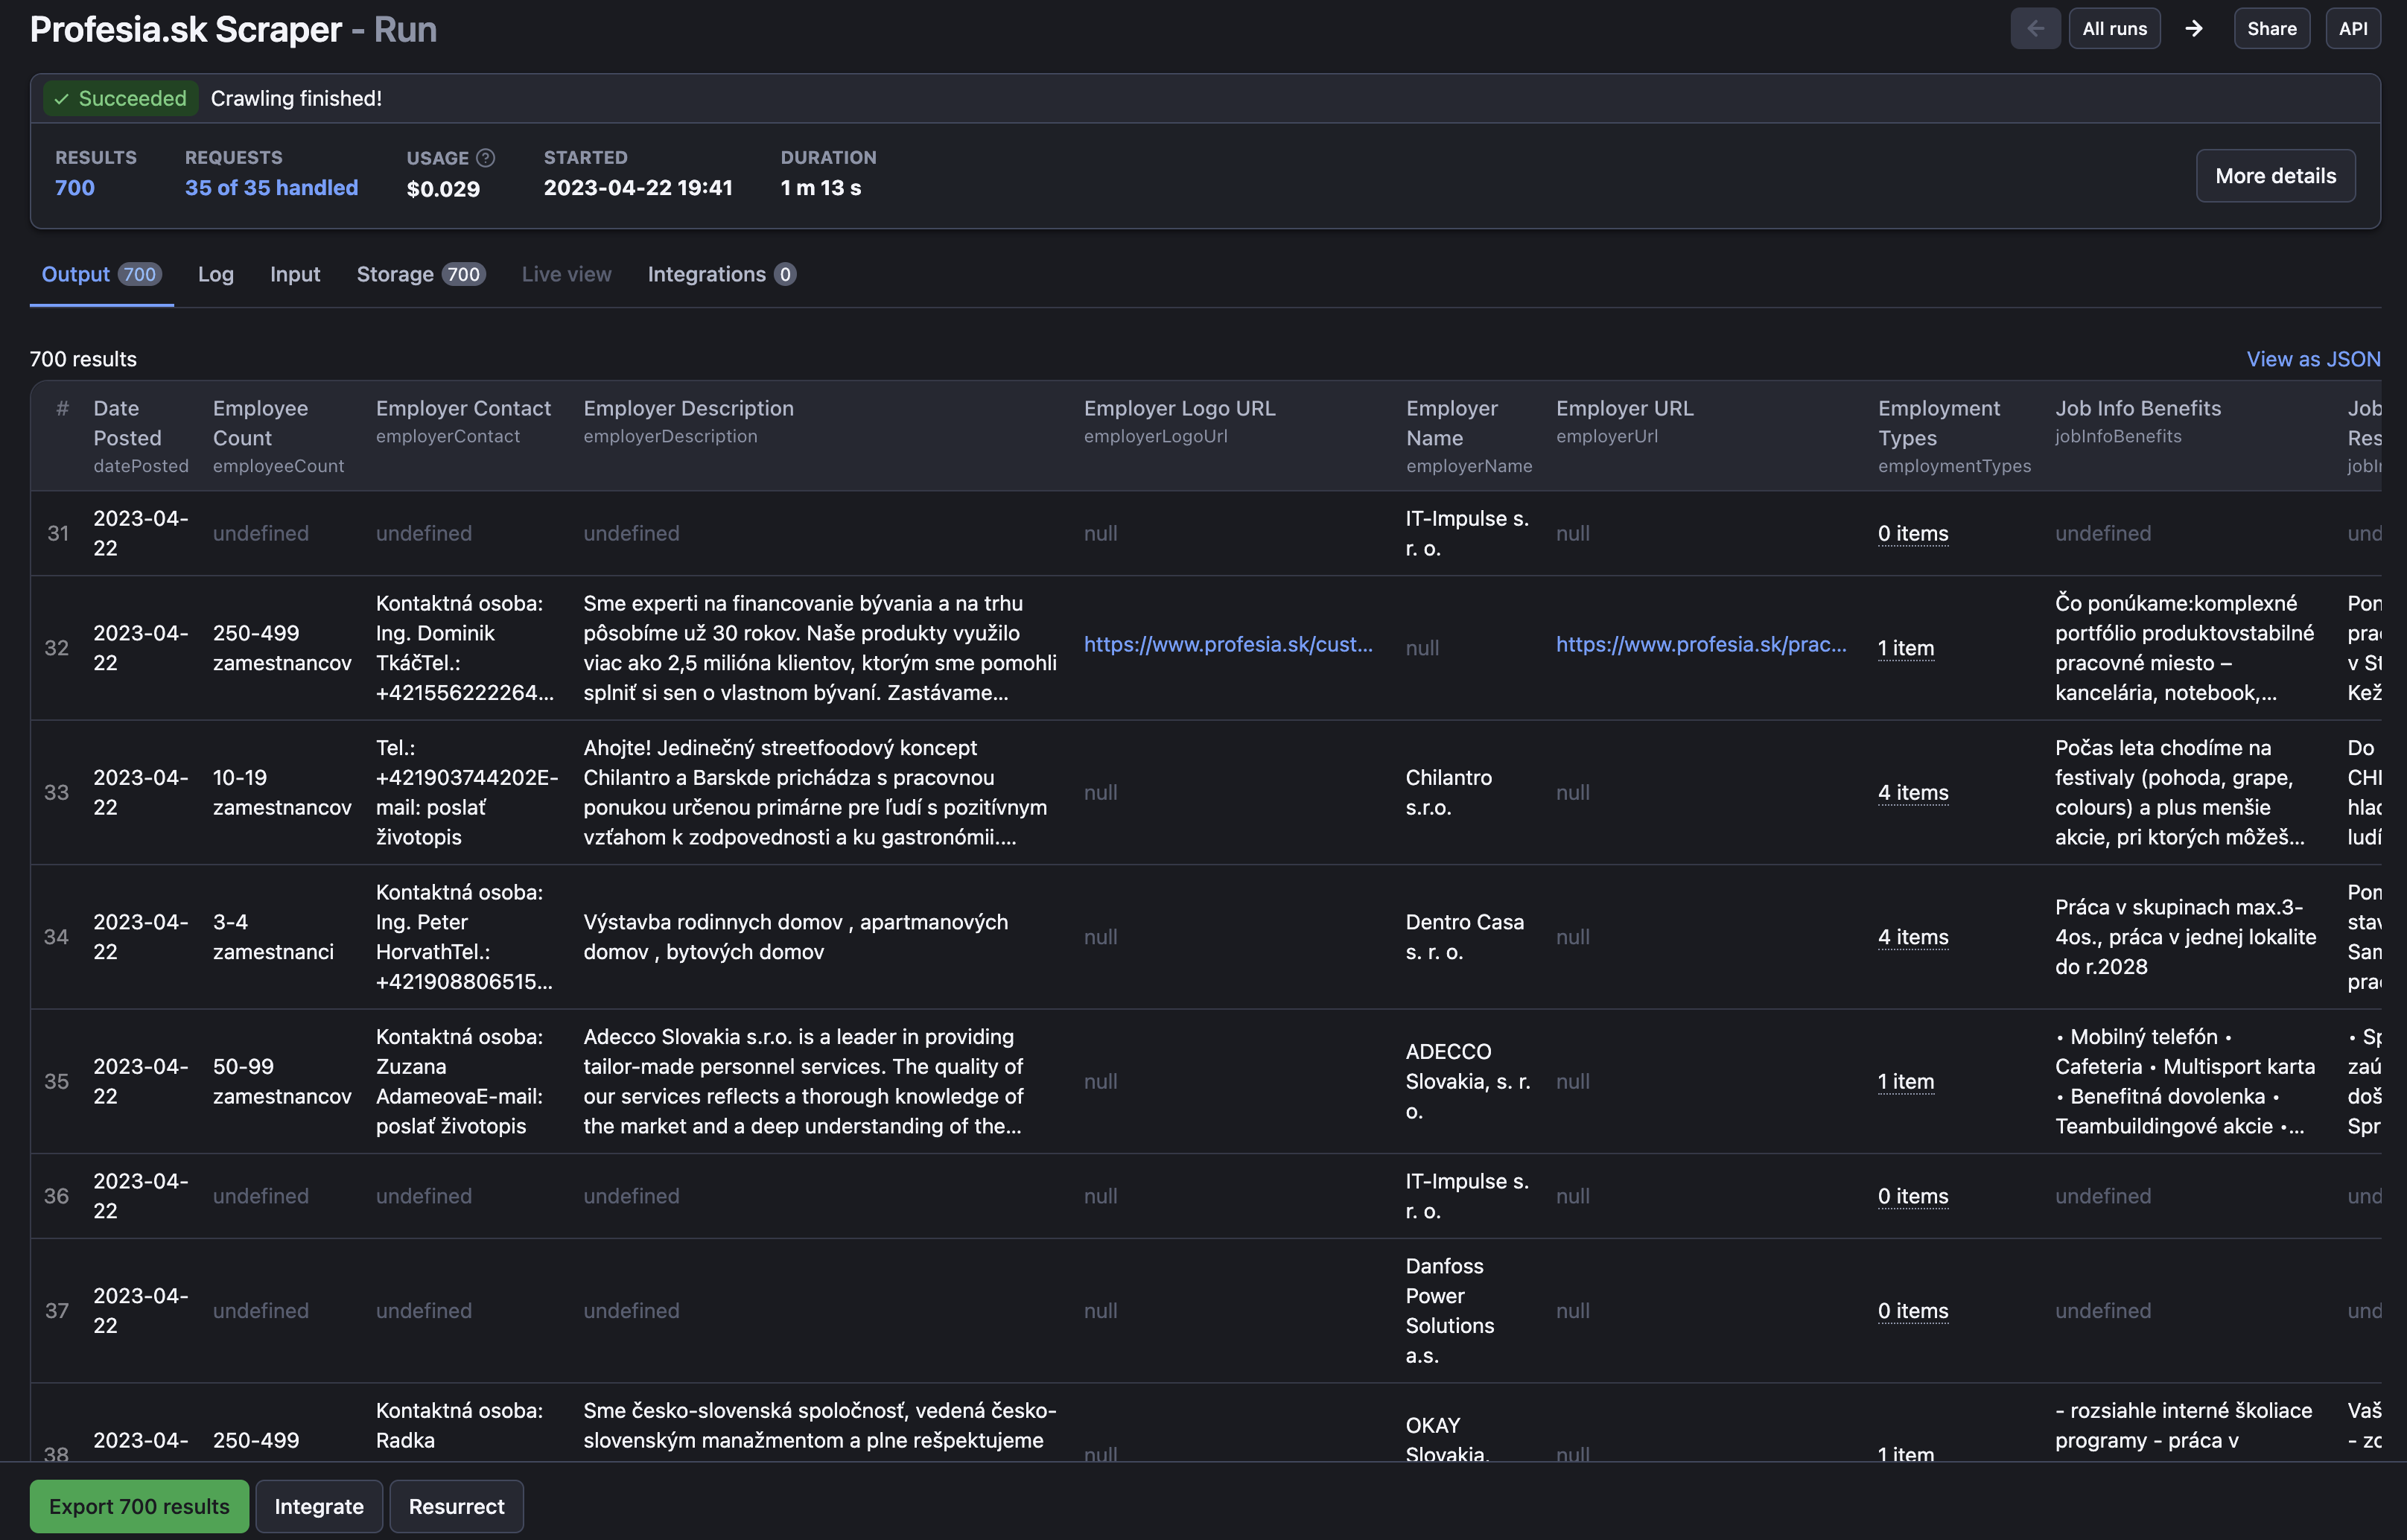 Profesia.sk Scraper - Run
All runs
Share
API
Succeeded Crawling finished!
RESULTS REQUESTS USAGE STARTED DURATION
700 35 of 35 handled $0.029 2023-04-22 19:41 1 m 13 s
More details
Output 700 Log Input Storage 700 Live view Integrations 0
700 results
View as JSON
#
Date
Posted
datePosted
Employee
Count
employeeCount
Employer Contact
employerContact
Employer Description
employerDescription
Employer Logo URL
employerLogoUrl
Employer
Name
employerName
Employer URL
employerUrl
Employment
Types
employmentTypes
Job Info Benefits
jobInfoBenefits
Job
Res
jobI
31
2023-04-
22
undefined
undefined
undefined
null
IT-Impulse s.
r. o.
null
0 items
undefined
und
32
2023-04-
22
250-499
zamestnancov
Kontaktná osoba:
Ing. Dominik
TkáčTel.:
+421556222264...
Sme experti na financovanie bývania a na trhu
pôsobíme už 30 rokov. Naše produkty využilo
viac ako 2,5 milióna klientov, ktorým sme pomohli
splniť si sen o vlastnom bývaní. Zastávame...
https://www.profesia.sk/cust...
null
https://www.profesia.sk/prac...
1 item
Čo ponúkame:komplexné
portfólio produktovstabilné
pracovné miesto –
kancelária, notebook,...
Pon
prac
v St
Kež
33
2023-04-
22
10-19
zamestnancov
Tel.:
+421903744202E-
mail: poslať
životopis
Ahojte! Jedinečný streetfoodový koncept
Chilantro a Barskde prichádza s pracovnou
ponukou určenou primárne pre ľudí s pozitívnym
vzťahom k zodpovednosti a ku gastronómii....
null
Chilantro
s.r.o.
null
4 items
Počas leta chodíme na
festivaly (pohoda, grape,
colours) a plus menšie
akcie, pri ktorých môžeš...
Do
CHI
hlad
ludí
34
2023-04-
22
3-4
zamestnanci
Kontaktná osoba:
Ing. Peter
HorvathTel.:
+421908806515...
Výstavba rodinnych domov , apartmanových
domov , bytových domov
null
Dentro Casa
s. r. o.
null
4 items
Práca v skupinach max.3-
4os., práca v jednej lokalite
do r.2028
Pon
stav
Sam
prac
35
2023-04-
22
50-99
zamestnancov
Kontaktná osoba:
Zuzana
AdameovaE-mail:
poslať životopis
Adecco Slovakia s.r.o. is a leader in providing
tailor-made personnel services. The quality of
our services reflects a thorough knowledge of
the market and a deep understanding of the...
null
ADECCO
Slovakia, s. r.
o.
null
1 item
• Mobilný telefón •
Cafeteria • Multisport karta
• Benefitná dovolenka •
Teambuildingové akcie •...
• Sp
zaú
doš
Spr
36
2023-04-
22
undefined
undefined
undefined
null
IT-Impulse s.
r. o.
null
0 items
undefined
und
37
2023-04-
22
undefined
undefined
undefined
null
Danfoss
Power
Solutions
a.s.
null
0 items
undefined
und
38
2023-04-
250-499
Kontaktná osoba:
Radka
Sme česko-slovenská spoločnosť, vedená česko-
slovenským manažmentom a plne rešpektujeme
null
OKAY
Slovakia,
null
1 item
- rozsiahle interné školiace
programy - práca v
Vaš
- zo
Export 700 results
Integrate
Resurrect